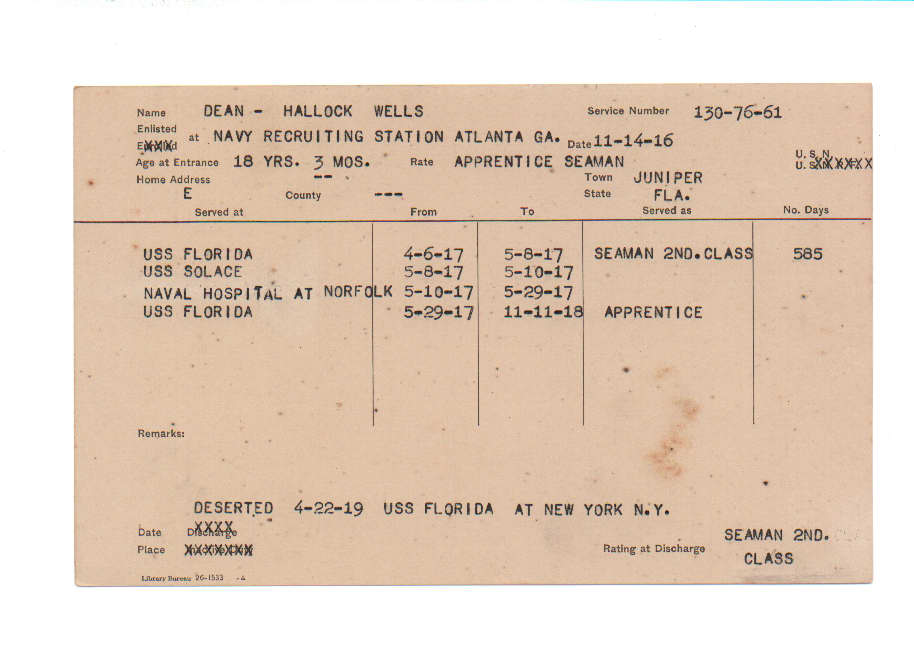 Name DEAN - HALLOCK WELLS Service Number 130-76-61
Enlisted
at NAVY RECRUITING STATION ATLANTA GA. Date 11-14-16
Age at Entrance 18 YRS. 3 MOS. Rate APPRENTICE SEAMAN U. S. N.
Home Address -- Town JUNIPER
E County --- State FLA.
Served at From To Served as No. Days
USS FLORIDA 4-6-17 5-8-17 SEAMAN 2ND.CLASS 585
USS SOLACE 5-8-17 5-10-17
NAVAL HOSPITAL AT NORFOLK 5-10-17 5-29-17
USS FLORIDA 5-29-17 11-11-18 APPRENTICE
Remarks:
DESERTED 4-22-19 USS FLORIDA AT NEW YORK N.Y.
Date Discharge XXXX
Place
Rating at Discharge SEAMAN 2ND.
CLASS
Library Bureau 26-1533